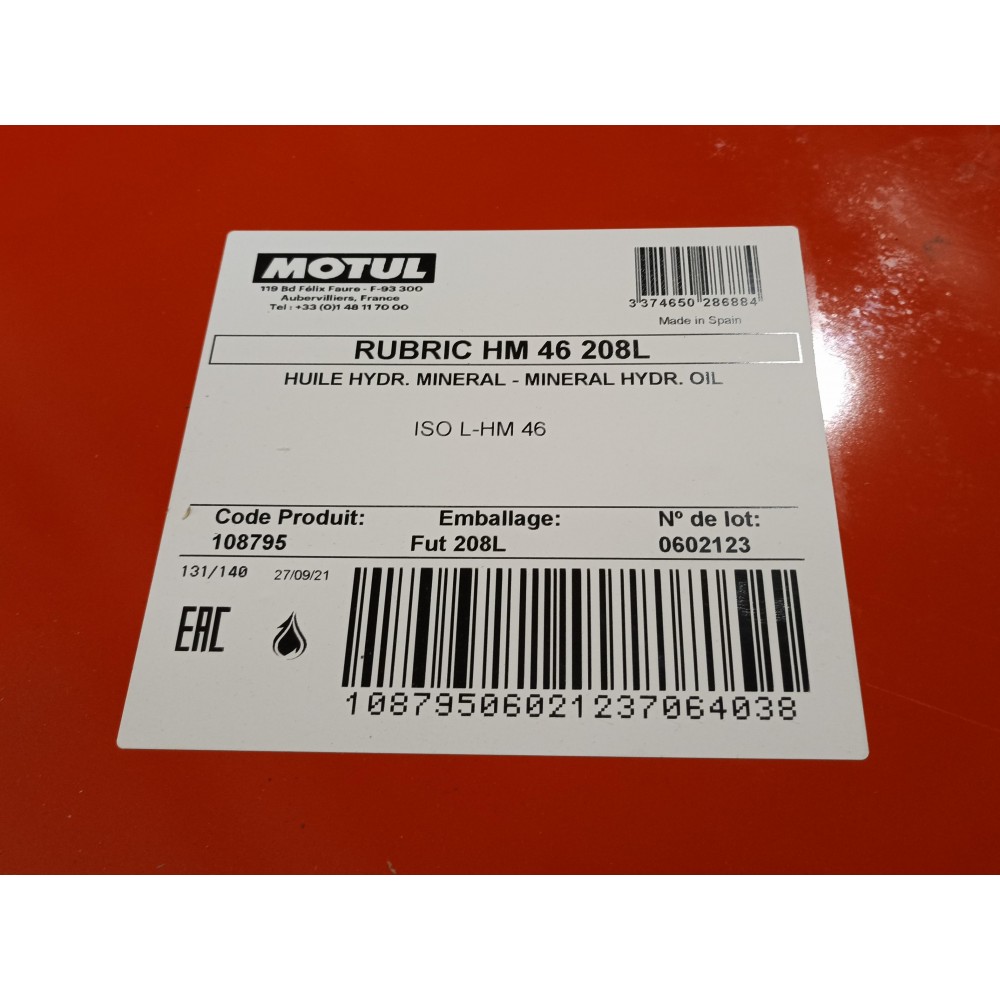 MOTUL
119 Bd Félix Faure - F-93 300
Aubervilliers, France
Tel : +33 (0)1 48 11 70 00
3 374650 286884
Made in Spain
RUBRIC HM 46 208L
HUILE HYDR. MINERAL - MINERAL HYDR. OIL
ISO L-HM 46
Code Produit: Emballage: Nº de lot:
108795 Fut 208L 0602123
131/140 27/09/21
EAC
10879506021237064038